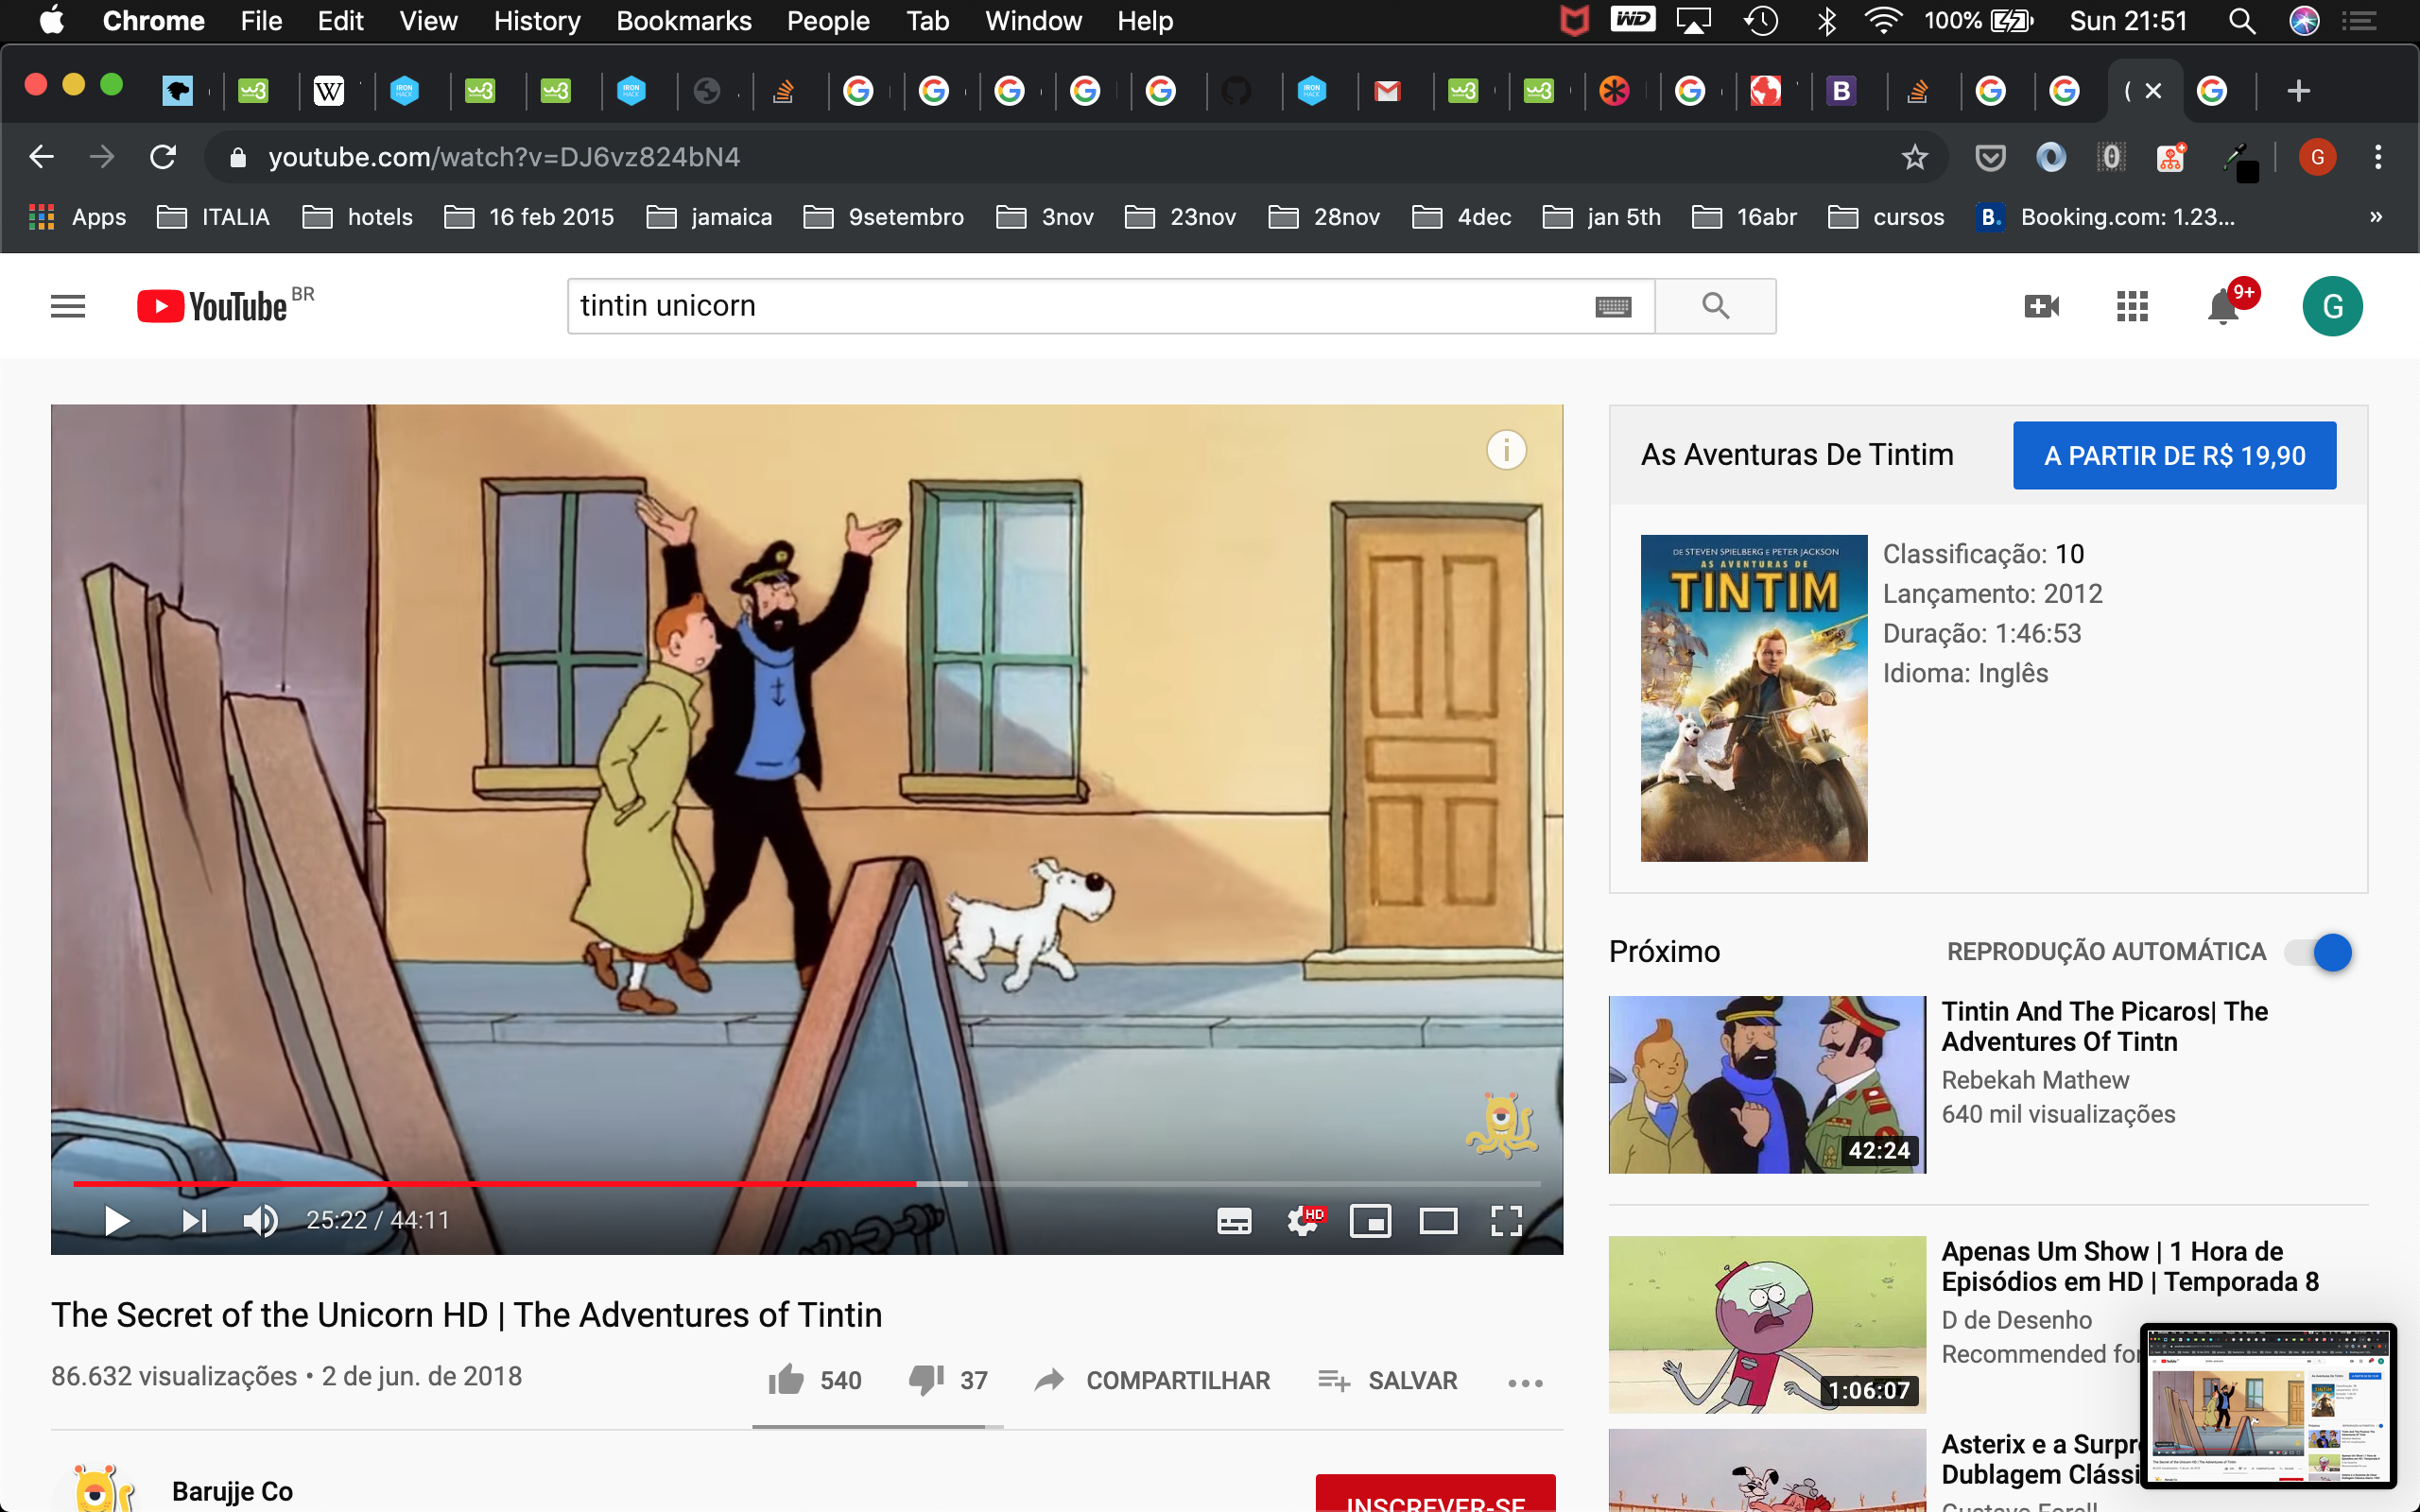 Chrome File Edit View History Bookmarks People Tab Window Help
WD 100% Sun 21:51
youtube.com/watch?v=DJ6vz824bN4
G
Apps ITALIA hotels 16 feb 2015 jamaica 9setembro 3nov 23nov 28nov 4dec jan 5th 16abr cursos B. Booking.com: 1.23... »
YouTube BR
tintin unicorn
9+
G
As Aventuras De Tintim
A PARTIR DE R$ 19,90
DE STEVEN SPIELBERG E PETER JACKSON
AS AVENTURAS DE
TINTIM
Classificação: 10
Lançamento: 2012
Duração: 1:46:53
Idioma: Inglês
25:22 / 44:11
HD
The Secret of the Unicorn HD | The Adventures of Tintin
86.632 visualizações • 2 de jun. de 2018
540 37 COMPARTILHAR SALVAR
Barujje Co
INSCREVER-SE
Próximo
REPRODUÇÃO AUTOMÁTICA
42:24
Tintin And The Picaros| The
Adventures Of Tintn
Rebekah Mathew
640 mil visualizações
1:06:07
Apenas Um Show | 1 Hora de
Episódios em HD | Temporada 8
D de Desenho
Recommended for
Asterix e a Surpr
Dublagem Clássi